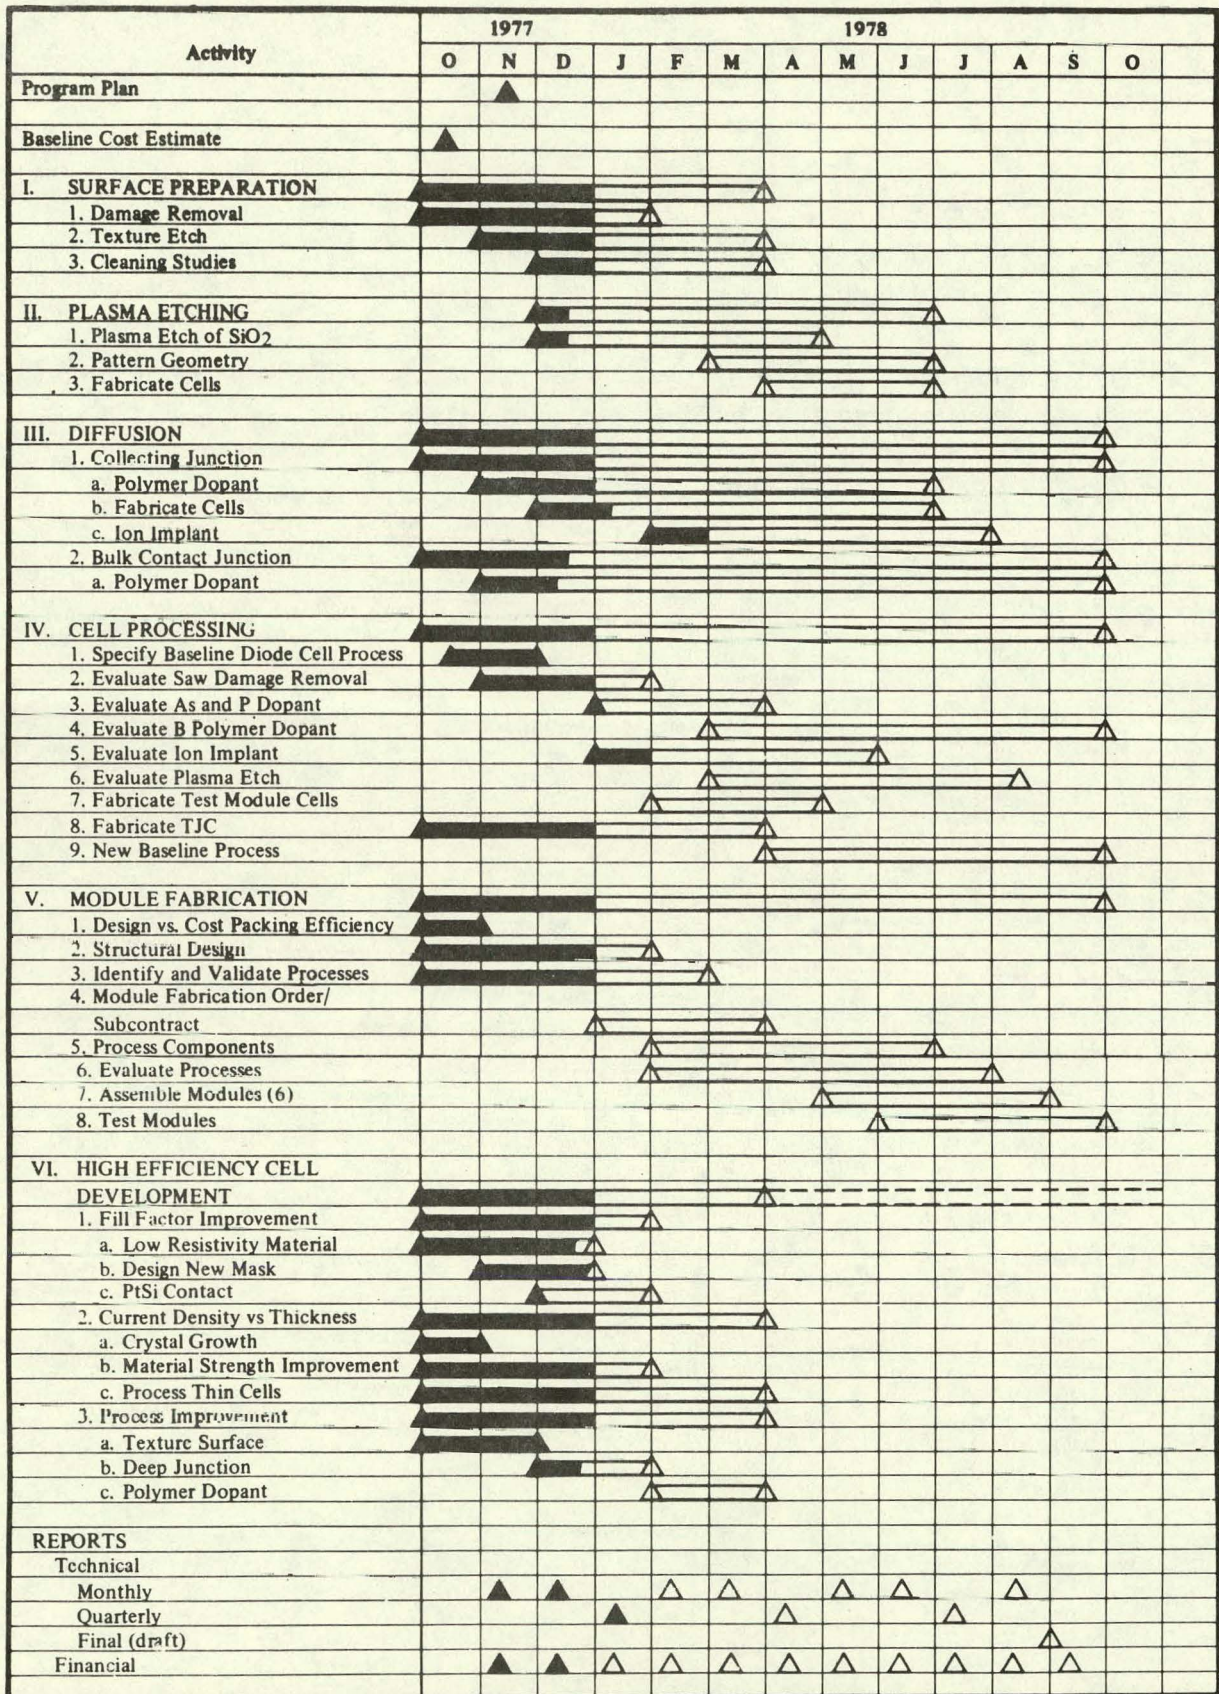 1977 1978
Activity
O N D J F M A M J J A S O
Program Plan
Baseline Cost Estimate
I. SURFACE PREPARATION
1. Damage Removal
2. Texture Etch
3. Cleaning Studies
II. PLASMA ETCHING
1. Plasma Etch of SiO2
2. Pattern Geometry
3. Fabricate Cells
III. DIFFUSION
1. Collecting Junction
a. Polymer Dopant
b. Fabricate Cells
c. Ion Implant
2. Bulk Contact Junction
a. Polymer Dopant
IV. CELL PROCESSING
1. Specify Baseline Diode Cell Process
2. Evaluate Saw Damage Removal
3. Evaluate As and P Dopant
4. Evaluate B Polymer Dopant
5. Evaluate Ion Implant
6. Evaluate Plasma Etch
7. Fabricate Test Module Cells
8. Fabricate TJC
9. New Baseline Process
V. MODULE FABRICATION
1. Design vs. Cost Packing Efficiency
2. Structural Design
3. Identify and Validate Processes
4. Module Fabrication Order/
Subcontract
5. Process Components
6. Evaluate Processes
7. Assemble Modules (6)
8. Test Modules
VI. HIGH EFFICIENCY CELL
DEVELOPMENT
1. Fill Factor Improvement
a. Low Resistivity Material
b. Design New Mask
c. PtSi Contact
2. Current Density vs Thickness
a. Crystal Growth
b. Material Strength Improvement
c. Process Thin Cells
3. Process Improvement
a. Texture Surface
b. Deep Junction
c. Polymer Dopant
REPORTS
Technical
Monthly
Quarterly
Final (draft)
Financial